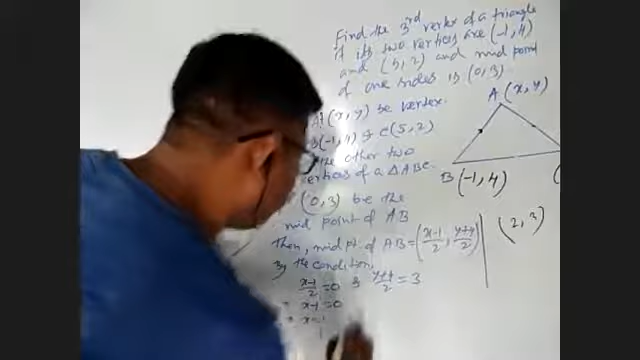 Find the 3rd vertex of a triangle
if its two vertices are (-1,4)
and (5,2) and mid point
of one sides is (0,3).
A(x,y) be vertex.
B(-1,4) & C(5,2)
the other two
vertices of a ΔABC.
(0,3) be the
mid point of AB
Then, mid pt. of AB = (x-1/2, y+4/2)
By the condition,
x-1/2 = 0 & y+4/2 = 3
x-1=0
x=1
A (x,y)
B (-1,4)
(
(2,3)